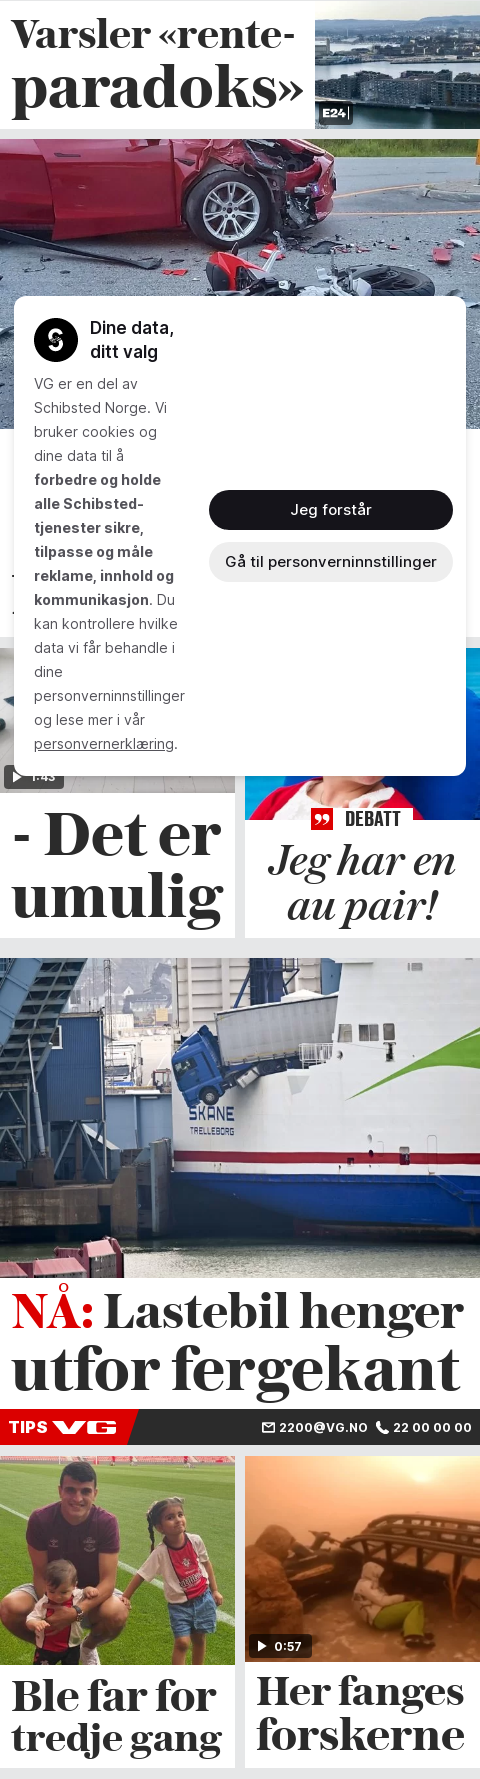 Varsler «rente-
paradoks»
E24
Dine data,
ditt valg
VG er en del av
Schibsted Norge. Vi
bruker cookies og
dine data til å
forbedre og holde
alle Schibsted-
tjenester sikre,
tilpasse og måle
reklame, innhold og
kommunikasjon. Du
kan kontrollere hvilke
data vi får behandle i
dine
personverninnstillinger
og lese mer i vår
personvernerklæring.
Jeg forstår
Gå til personverninnstillinger
1:43
- Det er
umulig
DEBATT
Jeg har en
au pair!
SKÅNE
TRELLEBORG
NÅ: Lastebil henger
utfor fergekant
TIPS VG
2200@VG.NO 22 00 00 00
Ble far for
tredje gang
0:57
Her fanges
forskerne